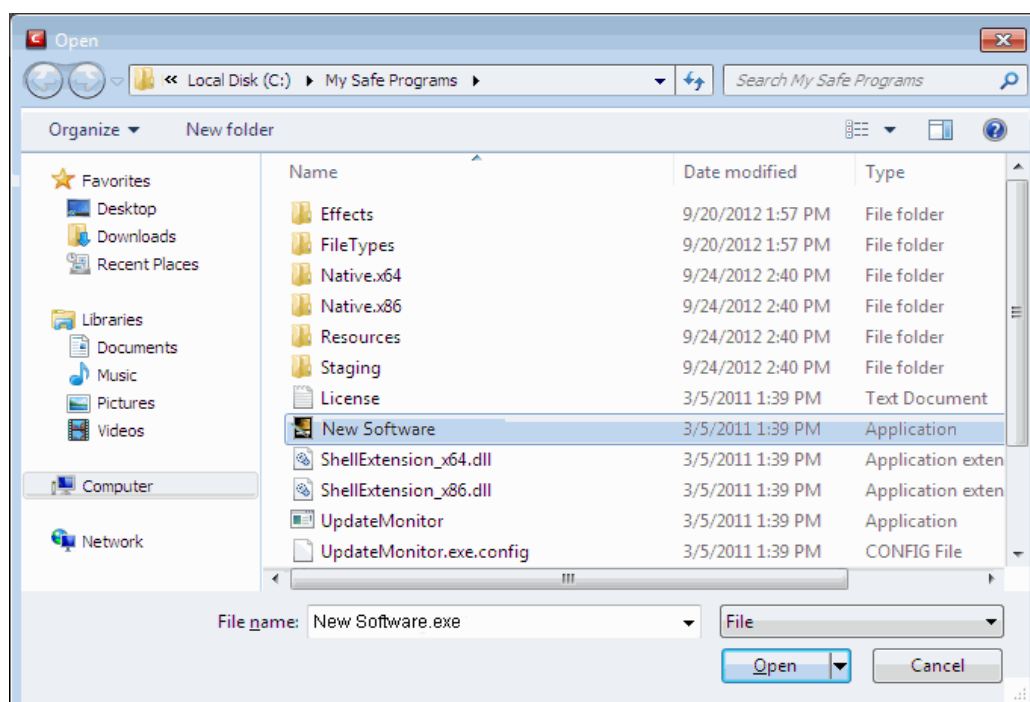 Open
« Local Disk (C:) ▸ My Safe Programs ▸
Search My Safe Programs
Organize
New folder
Favorites
Desktop
Downloads
Recent Places
Libraries
Documents
Music
Pictures
Videos
Computer
Network
Name Date modified Type
Effects 9/20/2012 1:57 PM File folder
FileTypes 9/20/2012 1:57 PM File folder
Native.x64 9/24/2012 2:40 PM File folder
Native.x86 9/24/2012 2:40 PM File folder
Resources 9/24/2012 2:40 PM File folder
Staging 9/24/2012 2:40 PM File folder
License 3/5/2011 1:39 PM Text Document
New Software 3/5/2011 1:39 PM Application
ShellExtension_x64.dll 3/5/2011 1:39 PM Application exten
ShellExtension_x86.dll 3/5/2011 1:39 PM Application exten
UpdateMonitor 3/5/2011 1:39 PM Application
UpdateMonitor.exe.config 3/5/2011 1:39 PM CONFIG File
File name: New Software.exe
File
Open
Cancel